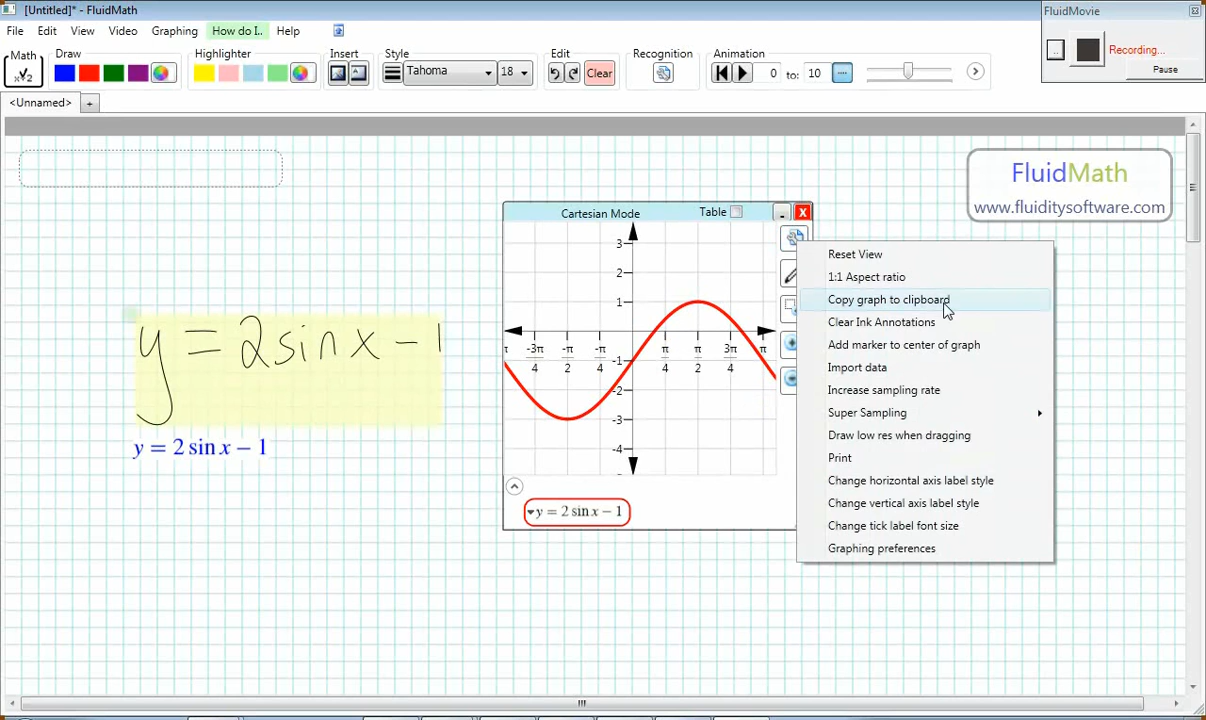 [Untitled]* - FluidMath
FluidMovie
File Edit View Video Graphing How do I.. Help
Recording...
Pause
Math Draw Highlighter Insert Style Edit Recognition Animation
√2 Tahoma 18 Clear 0 to: 10
<Unnamed> +
FluidMath
www.fluiditysoftware.com
Cartesian Mode Table
3
2
1
-1
-2
-3
-4
π -3π/4 -π/2 -π/4 π/4 π/2 3π/4 π
y = 2 sin x - 1
y = 2 sin x − 1
y = 2 sin x − 1
Reset View
1:1 Aspect ratio
Copy graph to clipboard
Clear Ink Annotations
Add marker to center of graph
Import data
Increase sampling rate
Super Sampling
Draw low res when dragging
Print
Change horizontal axis label style
Change vertical axis label style
Change tick label font size
Graphing preferences